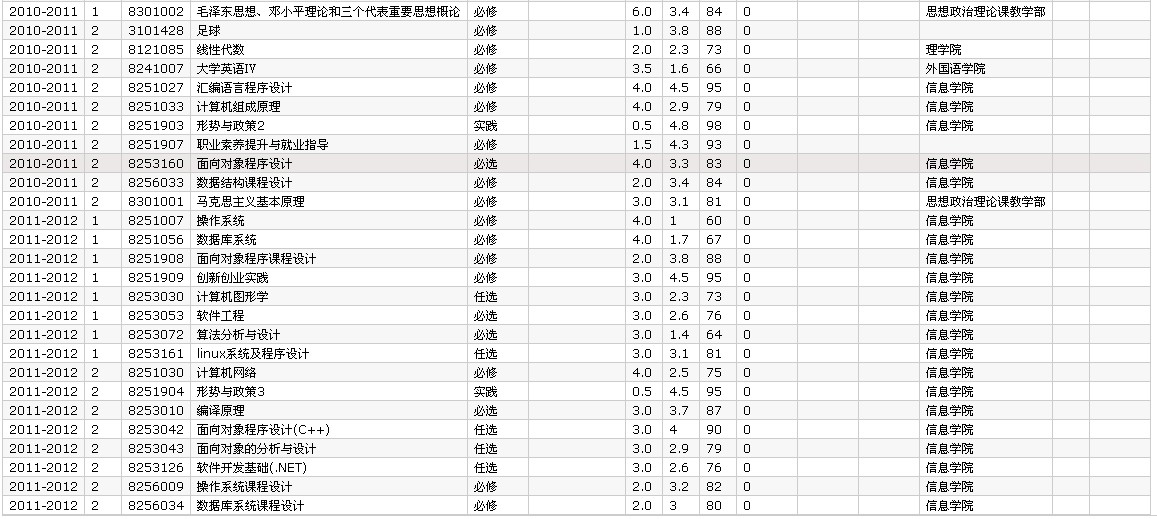 2010-2011 1 8301002 毛泽东思想、邓小平理论和三个代表重要思想概论 必修 6.0 3.4 84 0 思想政治理论课教学部
2010-2011 2 3101428 足球 必修 1.0 3.8 88 0
2010-2011 2 8121085 线性代数 必修 2.0 2.3 73 0 理学院
2010-2011 2 8241007 大学英语IV 必修 3.5 1.6 66 0 外国语学院
2010-2011 2 8251027 汇编语言程序设计 必修 4.0 4.5 95 0 信息学院
2010-2011 2 8251033 计算机组成原理 必修 4.0 2.9 79 0 信息学院
2010-2011 2 8251903 形势与政策2 实践 0.5 4.8 98 0 信息学院
2010-2011 2 8251907 职业素养提升与就业指导 必修 1.5 4.3 93 0
2010-2011 2 8253160 面向对象程序设计 必选 4.0 3.3 83 0 信息学院
2010-2011 2 8256033 数据结构课程设计 必修 2.0 3.4 84 0 信息学院
2010-2011 2 8301001 马克思主义基本原理 必修 3.0 3.1 81 0 思想政治理论课教学部
2011-2012 1 8251007 操作系统 必修 4.0 1 60 0 信息学院
2011-2012 1 8251056 数据库系统 必修 4.0 1.7 67 0 信息学院
2011-2012 1 8251908 面向对象程序课程设计 必修 2.0 3.8 88 0 信息学院
2011-2012 1 8251909 创新创业实践 必修 3.0 4.5 95 0 信息学院
2011-2012 1 8253030 计算机图形学 任选 3.0 2.3 73 0 信息学院
2011-2012 1 8253053 软件工程 必选 3.0 2.6 76 0 信息学院
2011-2012 1 8253072 算法分析与设计 必选 3.0 1.4 64 0 信息学院
2011-2012 1 8253161 linux系统及程序设计 任选 3.0 3.1 81 0 信息学院
2011-2012 2 8251030 计算机网络 必修 4.0 2.5 75 0 信息学院
2011-2012 2 8251904 形势与政策3 实践 0.5 4.5 95 0 信息学院
2011-2012 2 8253010 编译原理 必选 3.0 3.7 87 0 信息学院
2011-2012 2 8253042 面向对象程序设计(C++) 任选 3.0 4 90 0 信息学院
2011-2012 2 8253043 面向对象的分析与设计 任选 3.0 2.9 79 0 信息学院
2011-2012 2 8253126 软件开发基础(.NET) 任选 3.0 2.6 76 0 信息学院
2011-2012 2 8256009 操作系统课程设计 必修 2.0 3.2 82 0 信息学院
2011-2012 2 8256034 数据库系统课程设计 必修 2.0 3 80 0 信息学院